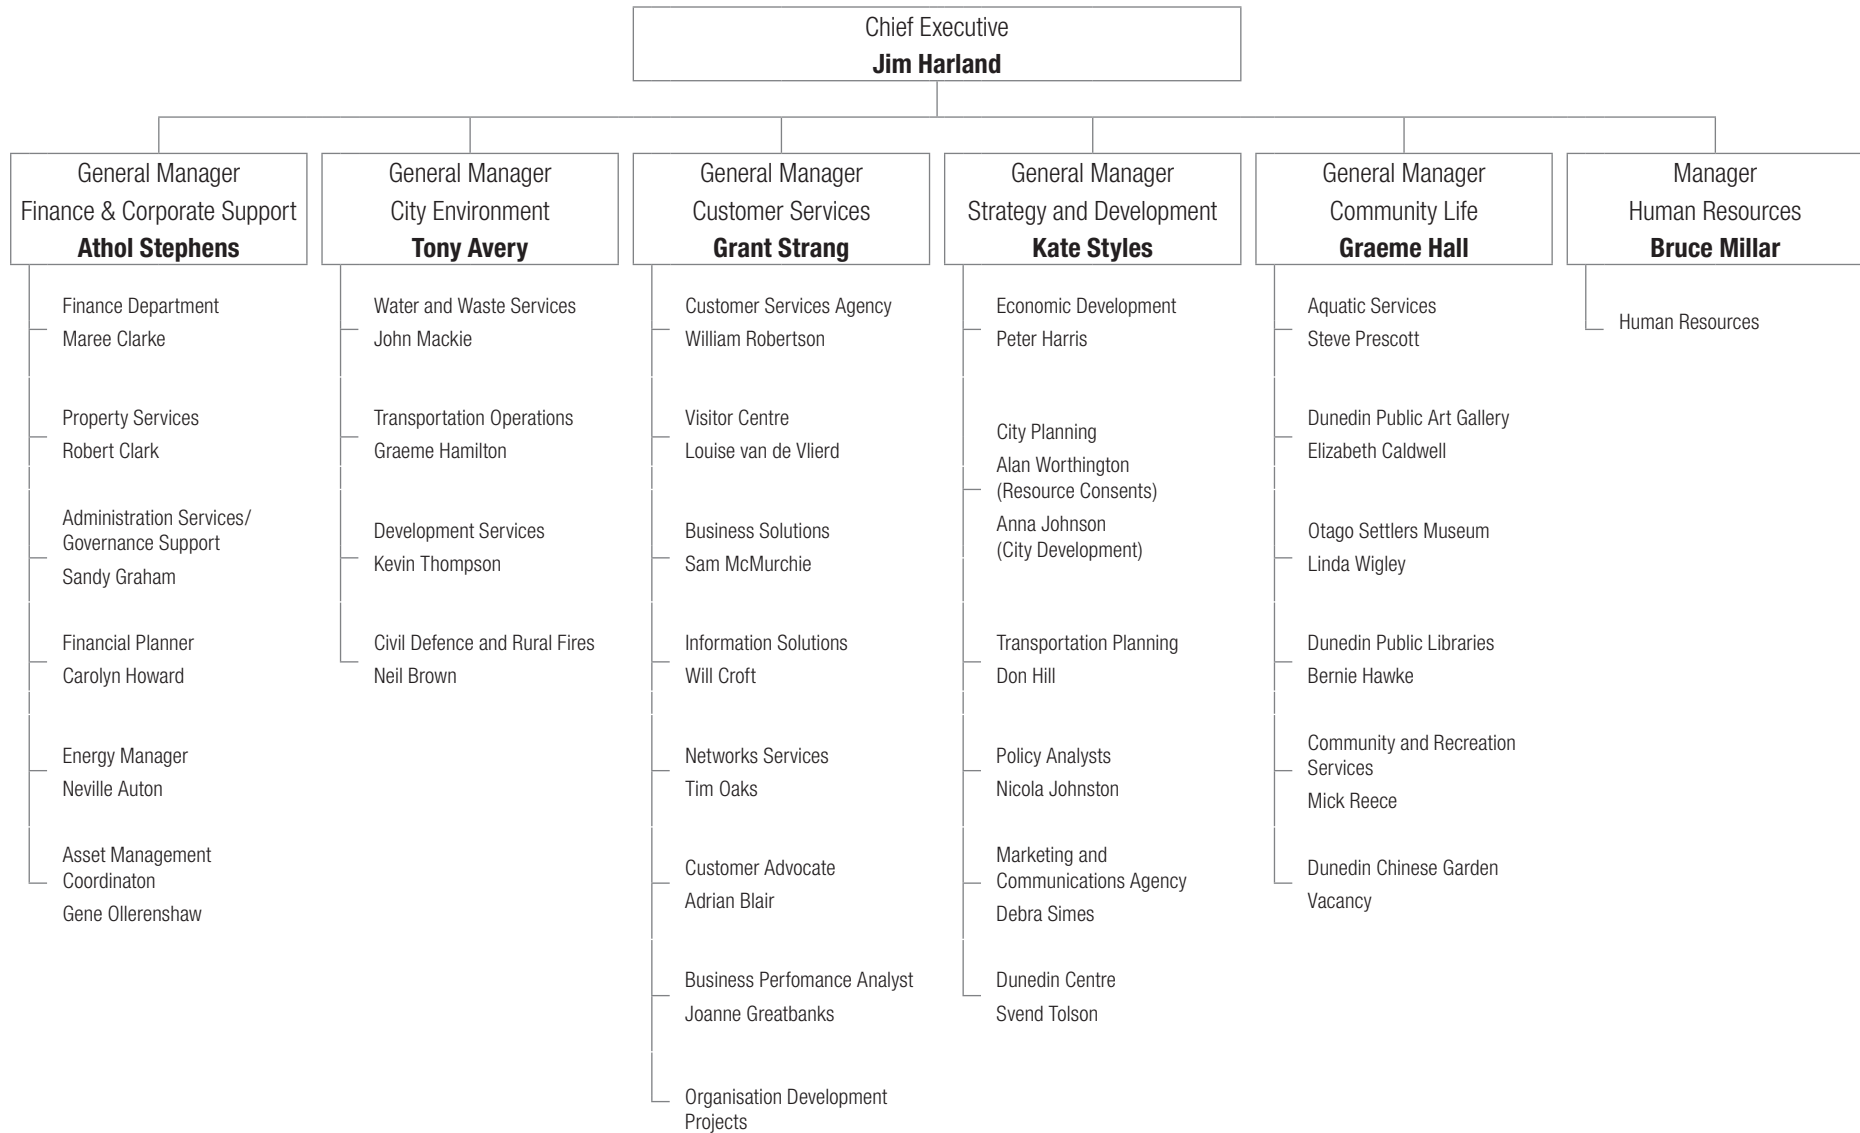 Chief Executive
Jim Harland
General Manager
Finance & Corporate Support
Athol Stephens
General Manager
City Environment
Tony Avery
General Manager
Customer Services
Grant Strang
General Manager
Strategy and Development
Kate Styles
General Manager
Community Life
Graeme Hall
Manager
Human Resources
Bruce Millar
Finance Department
Maree Clarke
Property Services
Robert Clark
Administration Services/
Governance Support
Sandy Graham
Financial Planner
Carolyn Howard
Energy Manager
Neville Auton
Asset Management
Coordinaton
Gene Ollerenshaw
Water and Waste Services
John Mackie
Transportation Operations
Graeme Hamilton
Development Services
Kevin Thompson
Civil Defence and Rural Fires
Neil Brown
Customer Services Agency
William Robertson
Visitor Centre
Louise van de Vlierd
Business Solutions
Sam McMurchie
Information Solutions
Will Croft
Networks Services
Tim Oaks
Customer Advocate
Adrian Blair
Business Perfomance Analyst
Joanne Greatbanks
Organisation Development
Projects
Economic Development
Peter Harris
City Planning
Alan Worthington
(Resource Consents)
Anna Johnson
(City Development)
Transportation Planning
Don Hill
Policy Analysts
Nicola Johnston
Marketing and
Communications Agency
Debra Simes
Dunedin Centre
Svend Tolson
Aquatic Services
Steve Prescott
Dunedin Public Art Gallery
Elizabeth Caldwell
Otago Settlers Museum
Linda Wigley
Dunedin Public Libraries
Bernie Hawke
Community and Recreation
Services
Mick Reece
Dunedin Chinese Garden
Vacancy
Human Resources